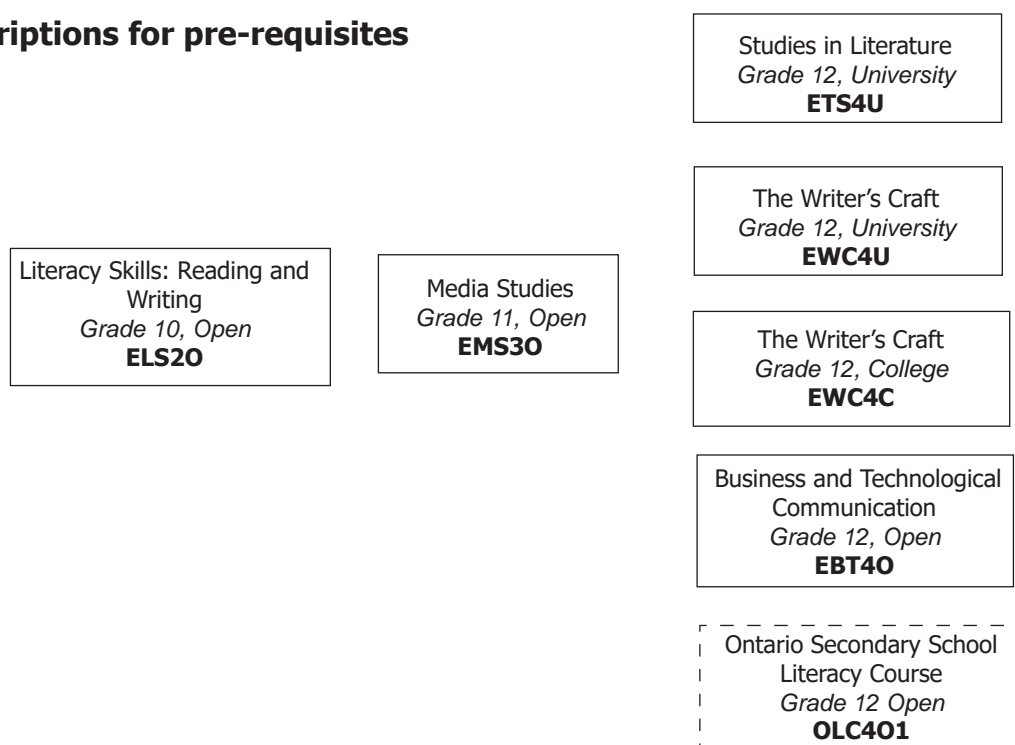 riptions for pre-requisites
Studies in Literature
Grade 12, University
ETS4U
The Writer's Craft
Grade 12, University
EWC4U
Literacy Skills: Reading and
Writing
Grade 10, Open
ELS2O
Media Studies
Grade 11, Open
EMS3O
The Writer's Craft
Grade 12, College
EWC4C
Business and Technological
Communication
Grade 12, Open
EBT4O
Ontario Secondary School
Literacy Course
Grade 12 Open
OLC4O1